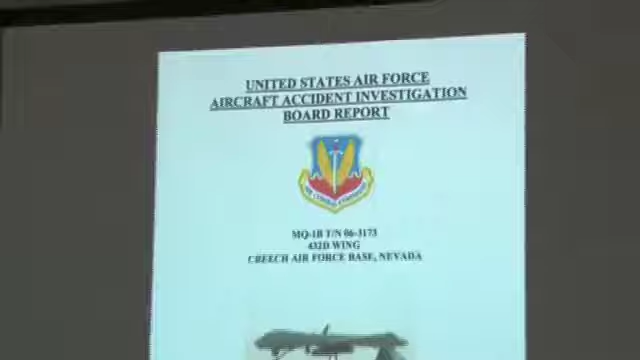 UNITED STATES AIR FORCE
AIRCRAFT ACCIDENT INVESTIGATION
BOARD REPORT
MQ-1B T/N 06-3173
432D WING
CREECH AIR FORCE BASE, NEVADA